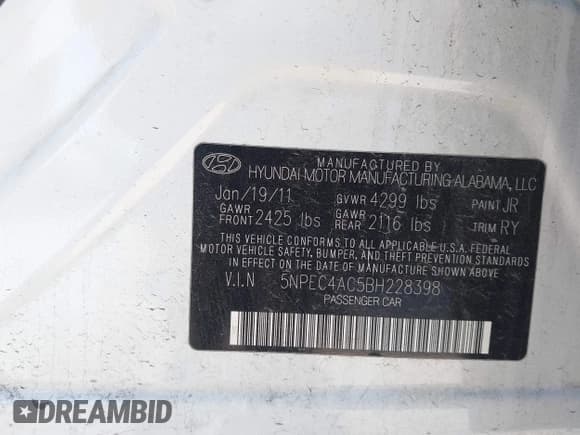 MANUFACTURED BY
HYUNDAI MOTOR MANUFACTURING ALABAMA, LLC
Jan/19/11 GVWR 4299 lbs PAINT JR
GAWR FRONT 2425 lbs GAWR REAR 2116 lbs TRIM RY
THIS VEHICLE CONFORMS TO ALL APPLICABLE U.S.A. FEDERAL
MOTOR VEHICLE SAFETY, BUMPER, AND THEFT PREVENTION STANDARDS
IN EFFECT ON THE DATE OF MANUFACTURE SHOWN ABOVE.
V.I.N 5NPEC4AC5BH228398
PASSENGER CAR
DREAMBID